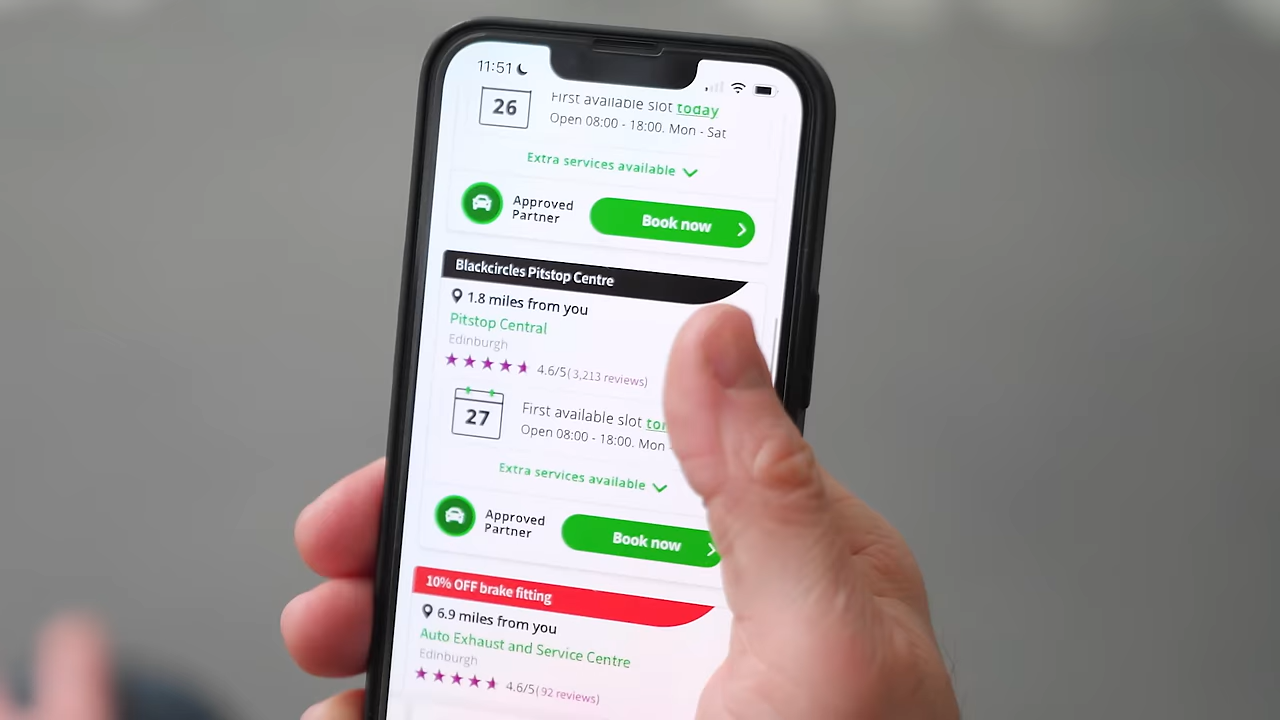 11:51
26
First available slot today
Open 08:00 - 18:00. Mon - Sat
Extra services available
Approved
Partner
Book now
Blackcircles Pitstop Centre
1.8 miles from you
Pitstop Central
Edinburgh
4.6/5 (3,213 reviews)
27
First available slot
Open 08:00 - 18:00. Mon -
Extra services available
Approved
Partner
Book now
10% OFF brake fitting
6.9 miles from you
Auto Exhaust and Service Centre
Edinburgh
4.6/5 (92 reviews)